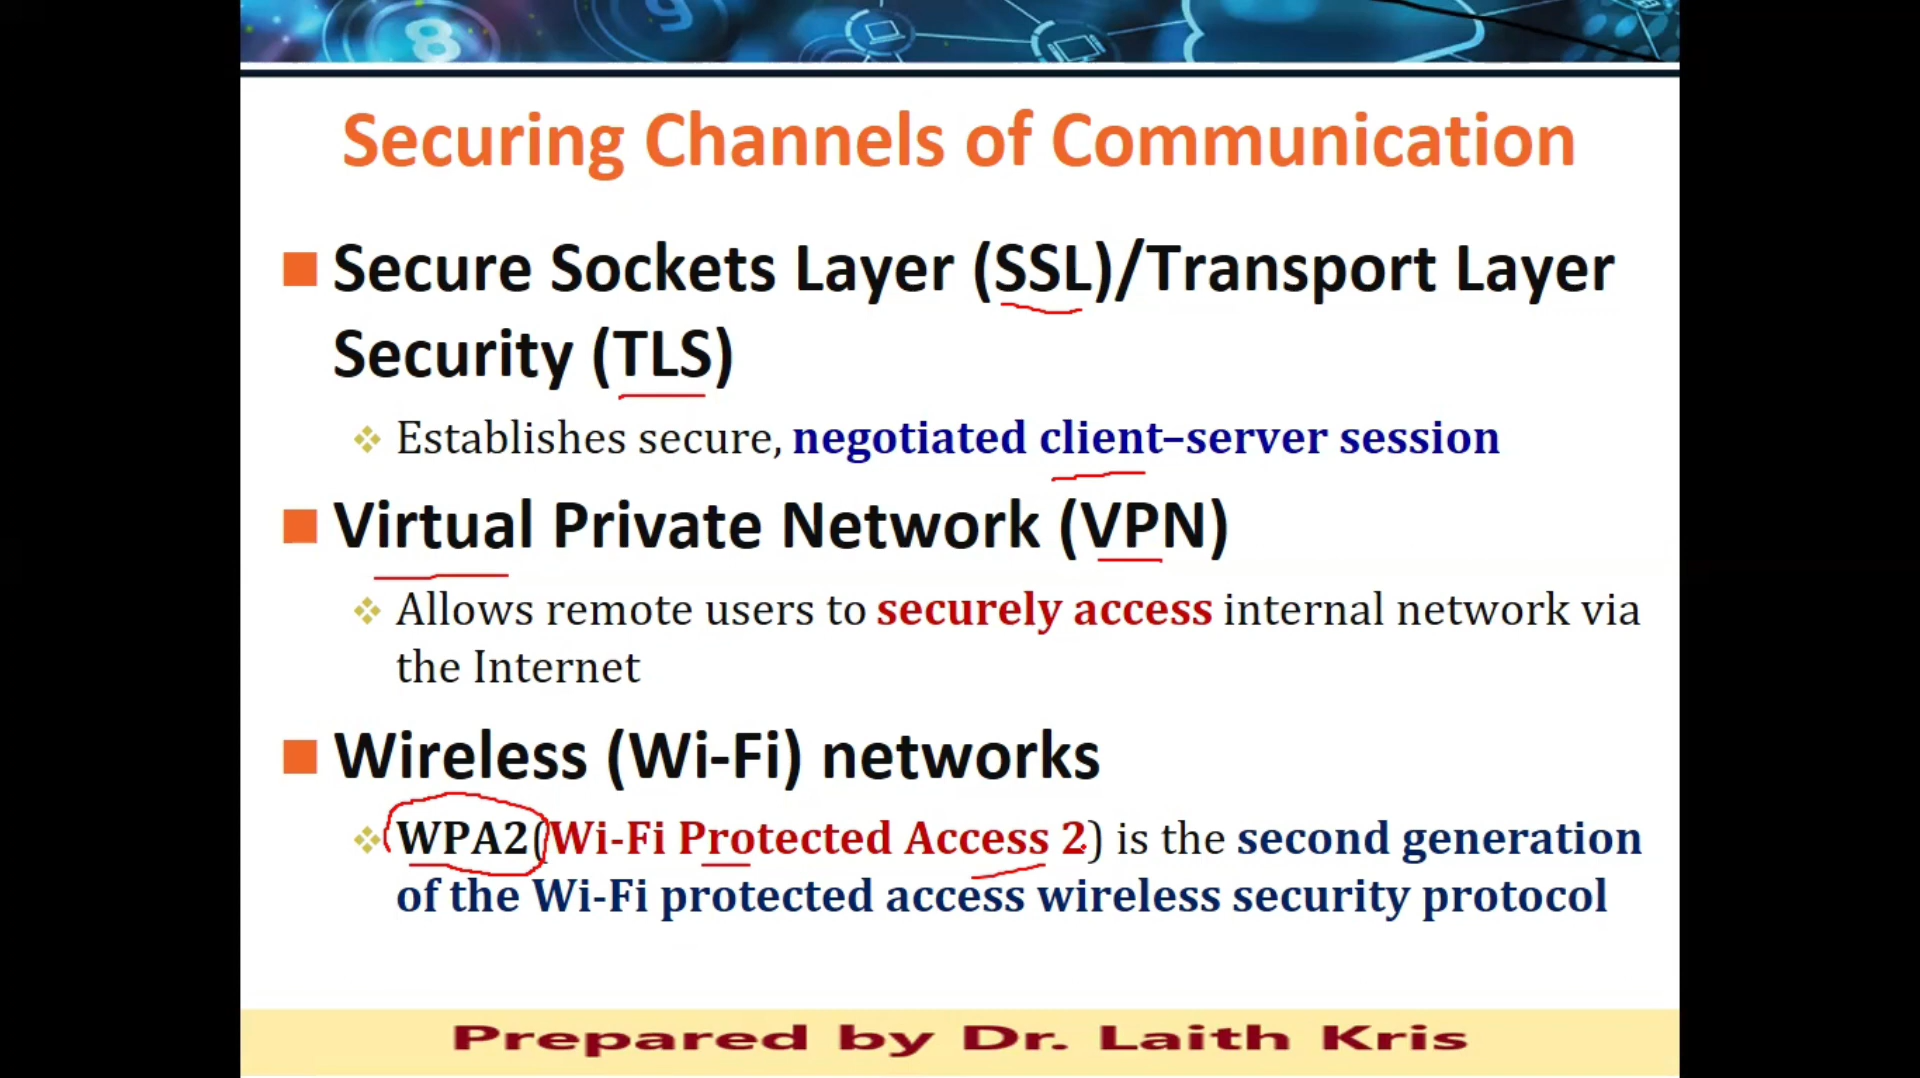 8 9
Securing Channels of Communication
Secure Sockets Layer (SSL)/Transport Layer
Security (TLS)
Establishes secure, negotiated client–server session
Virtual Private Network (VPN)
Allows remote users to securely access internal network via
the Internet
Wireless (Wi-Fi) networks
WPA2(Wi-Fi Protected Access 2) is the second generation
of the Wi-Fi protected access wireless security protocol
Prepared by Dr. Laith Kris